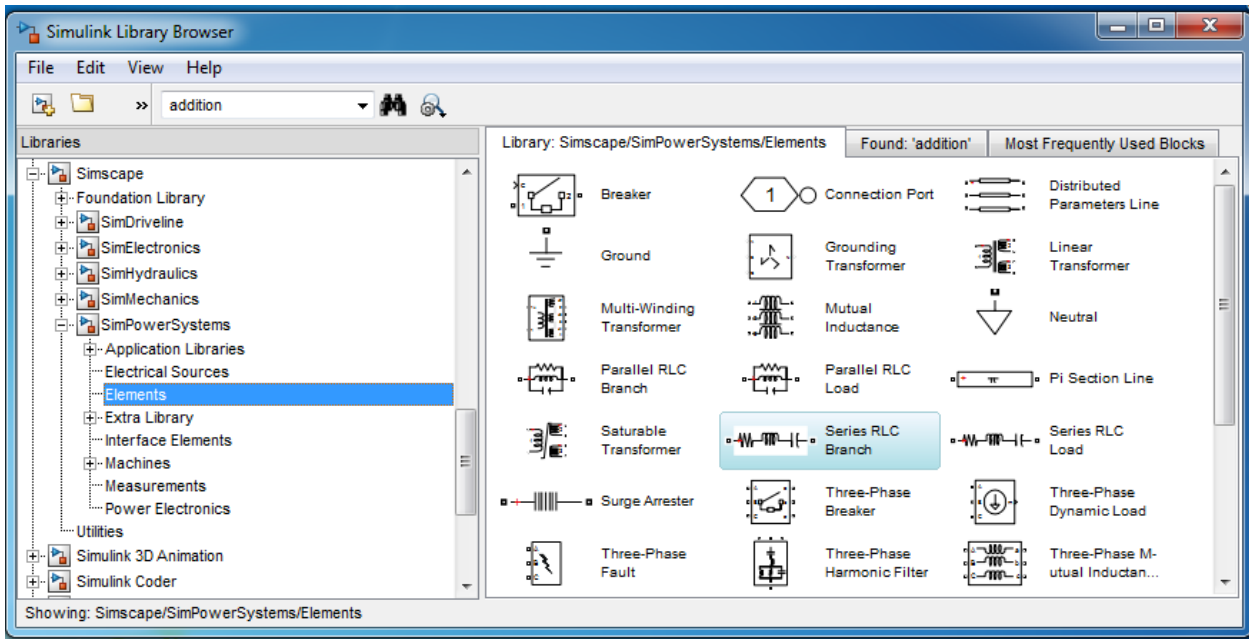 Simulink Library Browser
File Edit View Help
» addition
Libraries
Library: Simscape/SimPowerSystems/Elements
Found: 'addition'
Most Frequently Used Blocks
Simscape
Foundation Library
SimDriveline
SimElectronics
SimHydraulics
SimMechanics
SimPowerSystems
Application Libraries
Electrical Sources
Elements
Extra Library
Interface Elements
Machines
Measurements
Power Electronics
Utilities
Simulink 3D Animation
Simulink Coder
Breaker
1
Connection Port
Distributed
Parameters Line
Ground
Grounding
Transformer
Linear
Transformer
Multi-Winding
Transformer
Mutual
Inductance
Neutral
Parallel RLC
Branch
Parallel RLC
Load
Pi Section Line
Saturable
Transformer
Series RLC
Branch
Series RLC
Load
Surge Arrester
Three-Phase
Breaker
Three-Phase
Dynamic Load
Three-Phase
Fault
Three-Phase
Harmonic Filter
Three-Phase M-
utual Inductan...
Showing: Simscape/SimPowerSystems/Elements